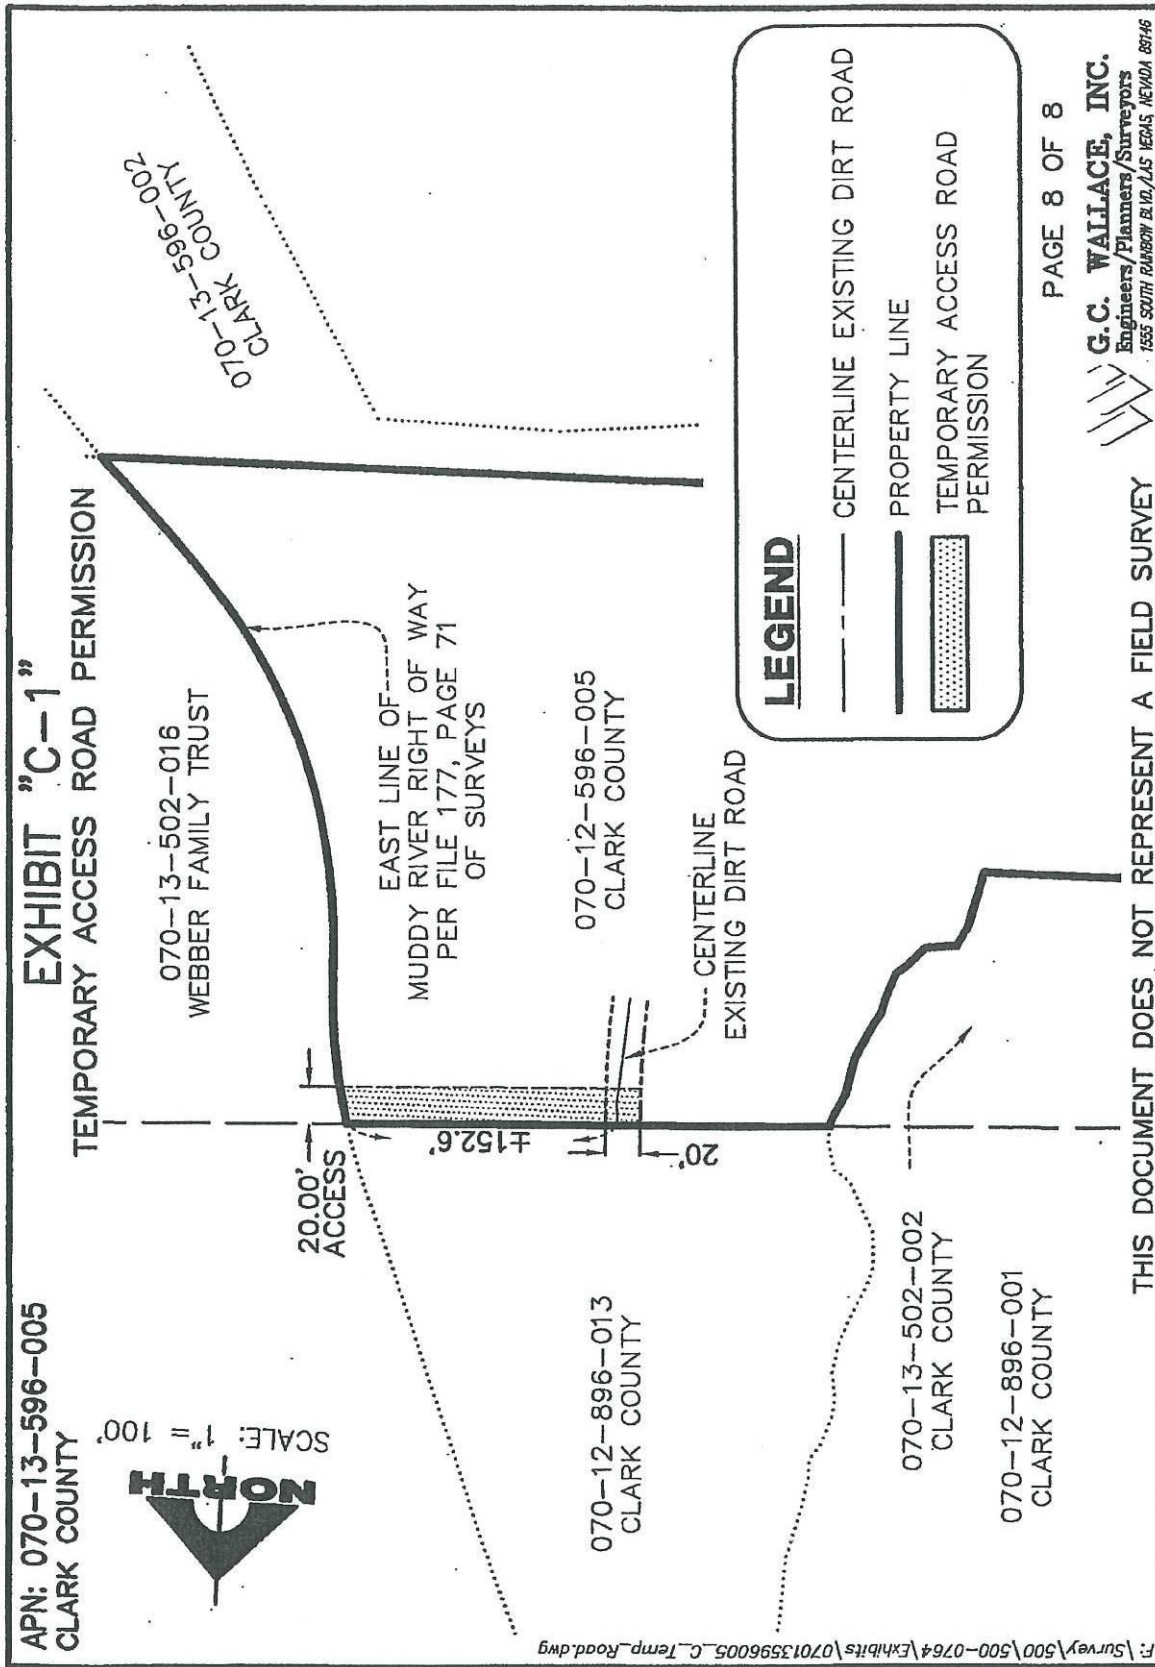 APN: 070-13-596-005
CLARK COUNTY
EXHIBIT "C-1"
TEMPORARY ACCESS ROAD PERMISSION
NORTH
SCALE: 1"= 100'
20.00'
ACCESS
070-13-502-016
WEBBER FAMILY TRUST
070-13-596-002
CLARK COUNTY
EAST LINE OF
MUDDY RIVER RIGHT OF WAY
PER FILE 177, PAGE 71
OF SURVEYS
±152.6'
20'
070-12-596-005
CLARK COUNTY
CENTERLINE
EXISTING DIRT ROAD
070-12-896-013
CLARK COUNTY
070-13-502-002
CLARK COUNTY
070-12-896-001
CLARK COUNTY
LEGEND
CENTERLINE EXISTING DIRT ROAD
PROPERTY LINE
TEMPORARY ACCESS ROAD
PERMISSION
PAGE 8 OF 8
THIS DOCUMENT DOES NOT REPRESENT A FIELD SURVEY
G.C. WALLACE, INC.
Engineers/Planners/Surveyors
1555 SOUTH RAINBOW BLVD./LAS VEGAS, NEVADA 89146
F:\Survey\500\500-0764\Exhibits\07013596005_C_Temp_Road.dwg